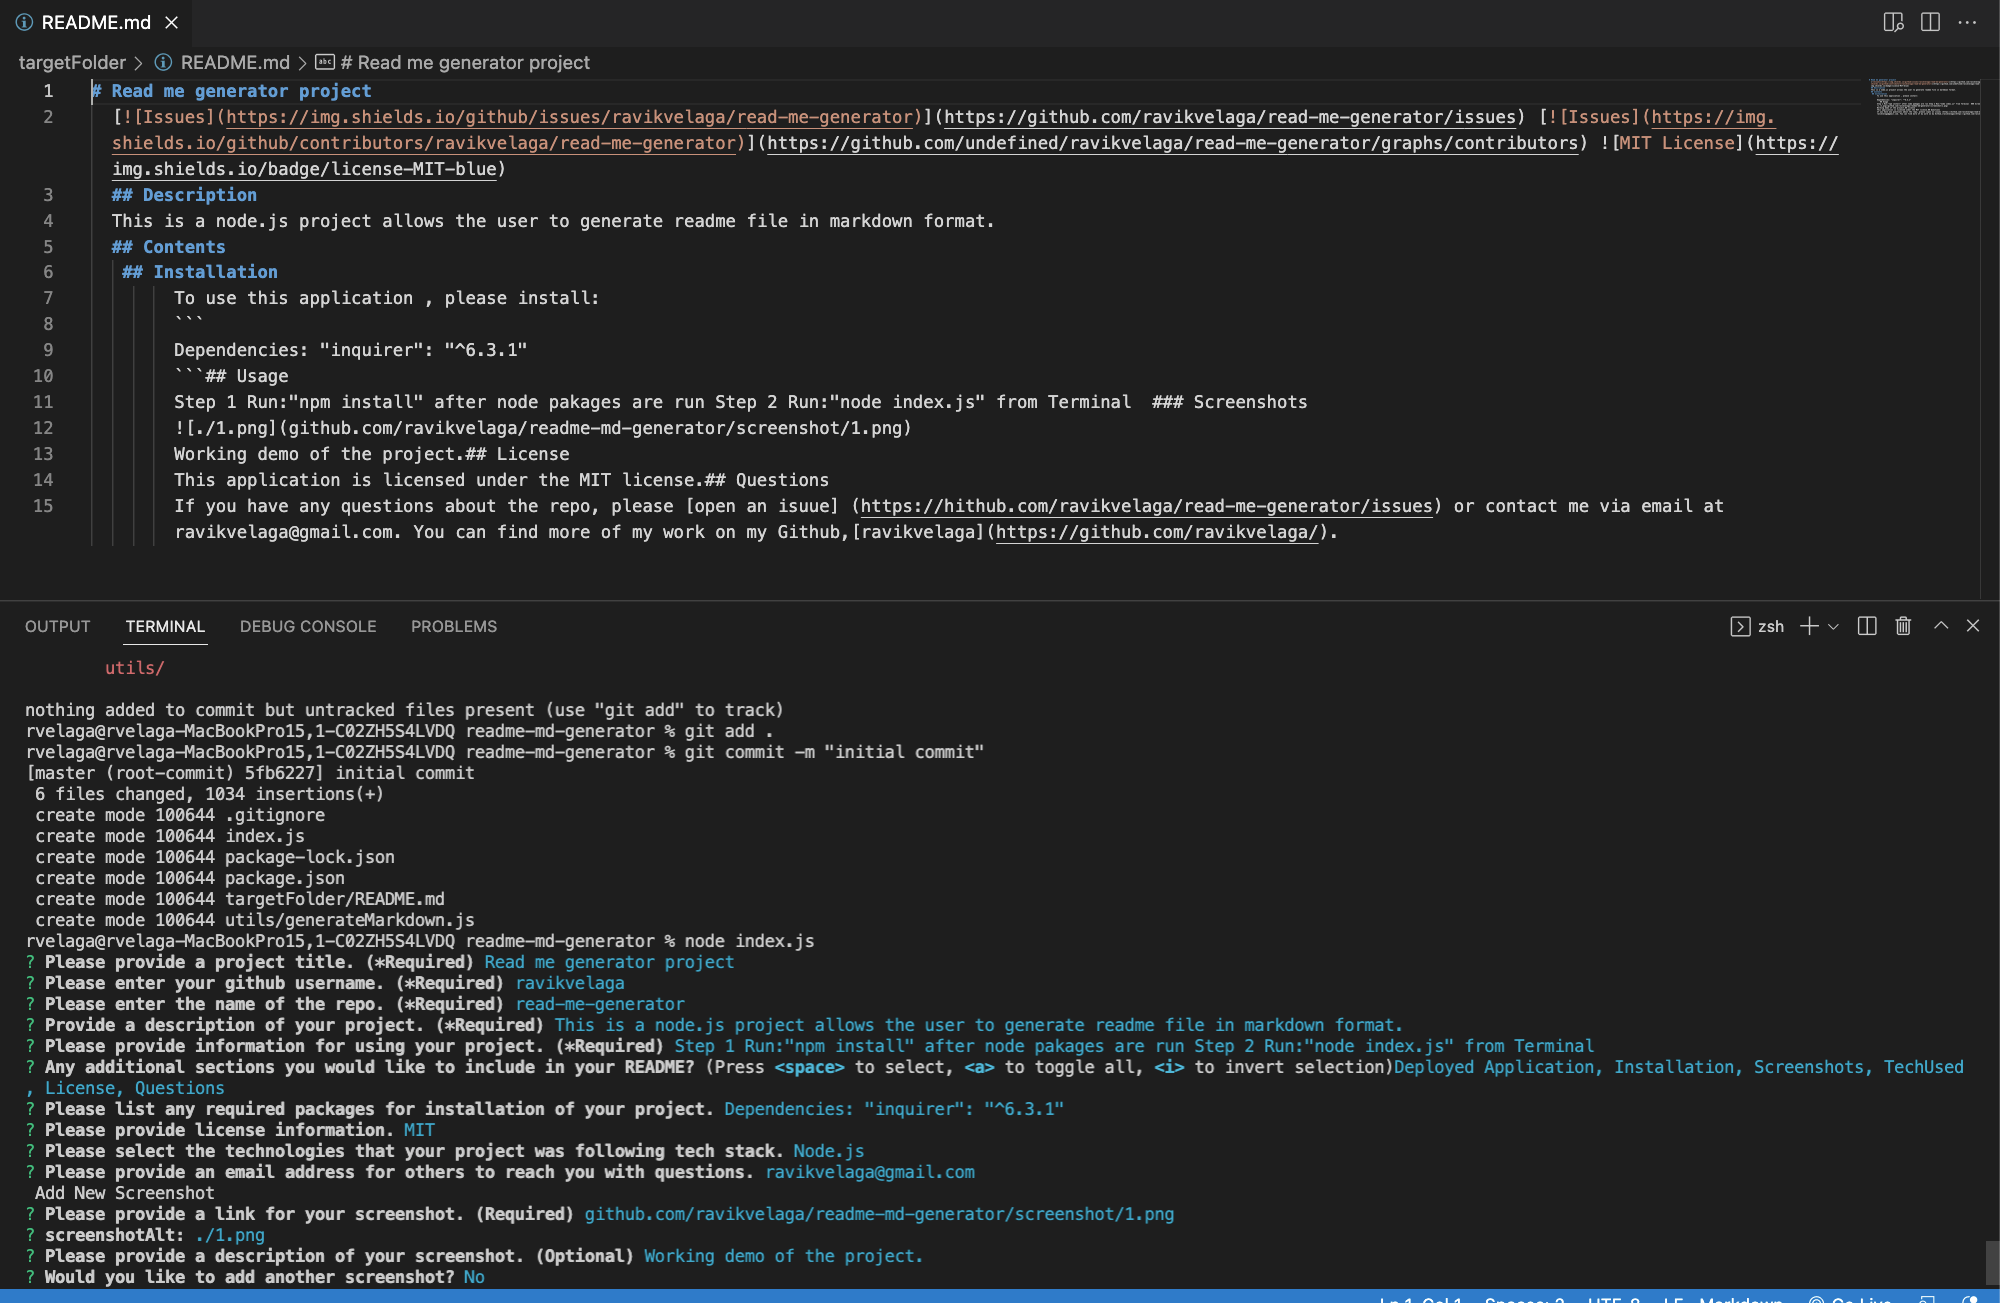 README.md
targetFolder > README.md > # Read me generator project
1 # Read me generator project
2 [![Issues](https://img.shields.io/github/issues/ravikvelaga/read-me-generator)](https://github.com/ravikvelaga/read-me-generator/issues) [![Issues](https://img.
shields.io/github/contributors/ravikvelaga/read-me-generator)](https://github.com/undefined/ravikvelaga/read-me-generator/graphs/contributors) ![MIT License](https://
img.shields.io/badge/license-MIT-blue)
3 ## Description
4 This is a node.js project allows the user to generate readme file in markdown format.
5 ## Contents
6 ## Installation
7 To use this application , please install:
8 ```
9 Dependencies: "inquirer": "^6.3.1"
10 ```## Usage
11 Step 1 Run:"npm install" after node pakages are run Step 2 Run:"node index.js" from Terminal  ### Screenshots
12 ![./1.png](github.com/ravikvelaga/readme-md-generator/screenshot/1.png)
13 Working demo of the project.## License
14 This application is licensed under the MIT license.## Questions
15 If you have any questions about the repo, please [open an isuue] (https://hithub.com/ravikvelaga/read-me-generator/issues) or contact me via email at
ravikvelaga@gmail.com. You can find more of my work on my Github,[ravikvelaga](https://github.com/ravikvelaga/).
OUTPUT TERMINAL DEBUG CONSOLE PROBLEMS zsh
utils/
nothing added to commit but untracked files present (use "git add" to track)
rvelaga@rvelaga-MacBookPro15,1-C02ZH5S4LVDQ readme-md-generator % git add .
rvelaga@rvelaga-MacBookPro15,1-C02ZH5S4LVDQ readme-md-generator % git commit -m "initial commit"
[master (root-commit) 5fb6227] initial commit
6 files changed, 1034 insertions(+)
create mode 100644 .gitignore
create mode 100644 index.js
create mode 100644 package-lock.json
create mode 100644 package.json
create mode 100644 targetFolder/README.md
create mode 100644 utils/generateMarkdown.js
rvelaga@rvelaga-MacBookPro15,1-C02ZH5S4LVDQ readme-md-generator % node index.js
? Please provide a project title. (*Required) Read me generator project
? Please enter your github username. (*Required) ravikvelaga
? Please enter the name of the repo. (*Required) read-me-generator
? Provide a description of your project. (*Required) This is a node.js project allows the user to generate readme file in markdown format.
? Please provide information for using your project. (*Required) Step 1 Run:"npm install" after node pakages are run Step 2 Run:"node index.js" from Terminal
? Any additional sections you would like to include in your README? (Press <space> to select, <a> to toggle all, <i> to invert selection)Deployed Application, Installation, Screenshots, TechUsed
, License, Questions
? Please list any required packages for installation of your project. Dependencies: "inquirer": "^6.3.1"
? Please provide license information. MIT
? Please select the technologies that your project was following tech stack. Node.js
? Please provide an email address for others to reach you with questions. ravikvelaga@gmail.com
Add New Screenshot
? Please provide a link for your screenshot. (Required) github.com/ravikvelaga/readme-md-generator/screenshot/1.png
? screenshotAlt: ./1.png
? Please provide a description of your screenshot. (Optional) Working demo of the project.
? Would you like to add another screenshot? No
Ln 1, Col 1 UTF-8 LF Markdown Go Live